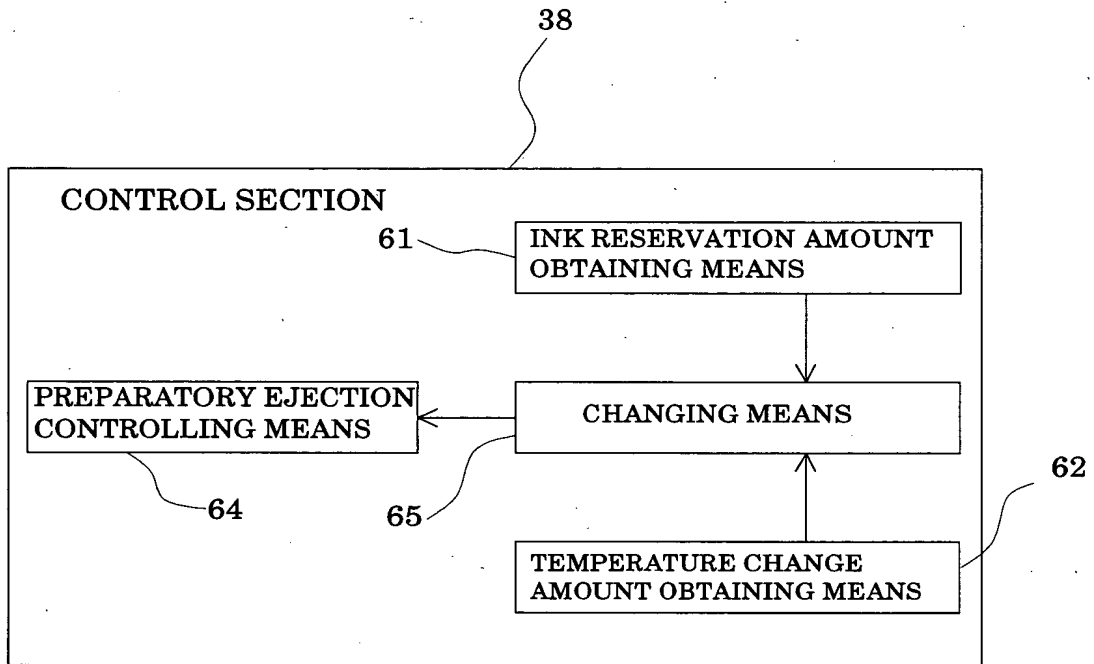 38
CONTROL SECTION
61
INK RESERVATION AMOUNT
OBTAINING MEANS
PREPARATORY EJECTION
CONTROLLING MEANS
CHANGING MEANS
64
65
62
TEMPERATURE CHANGE
AMOUNT OBTAINING MEANS